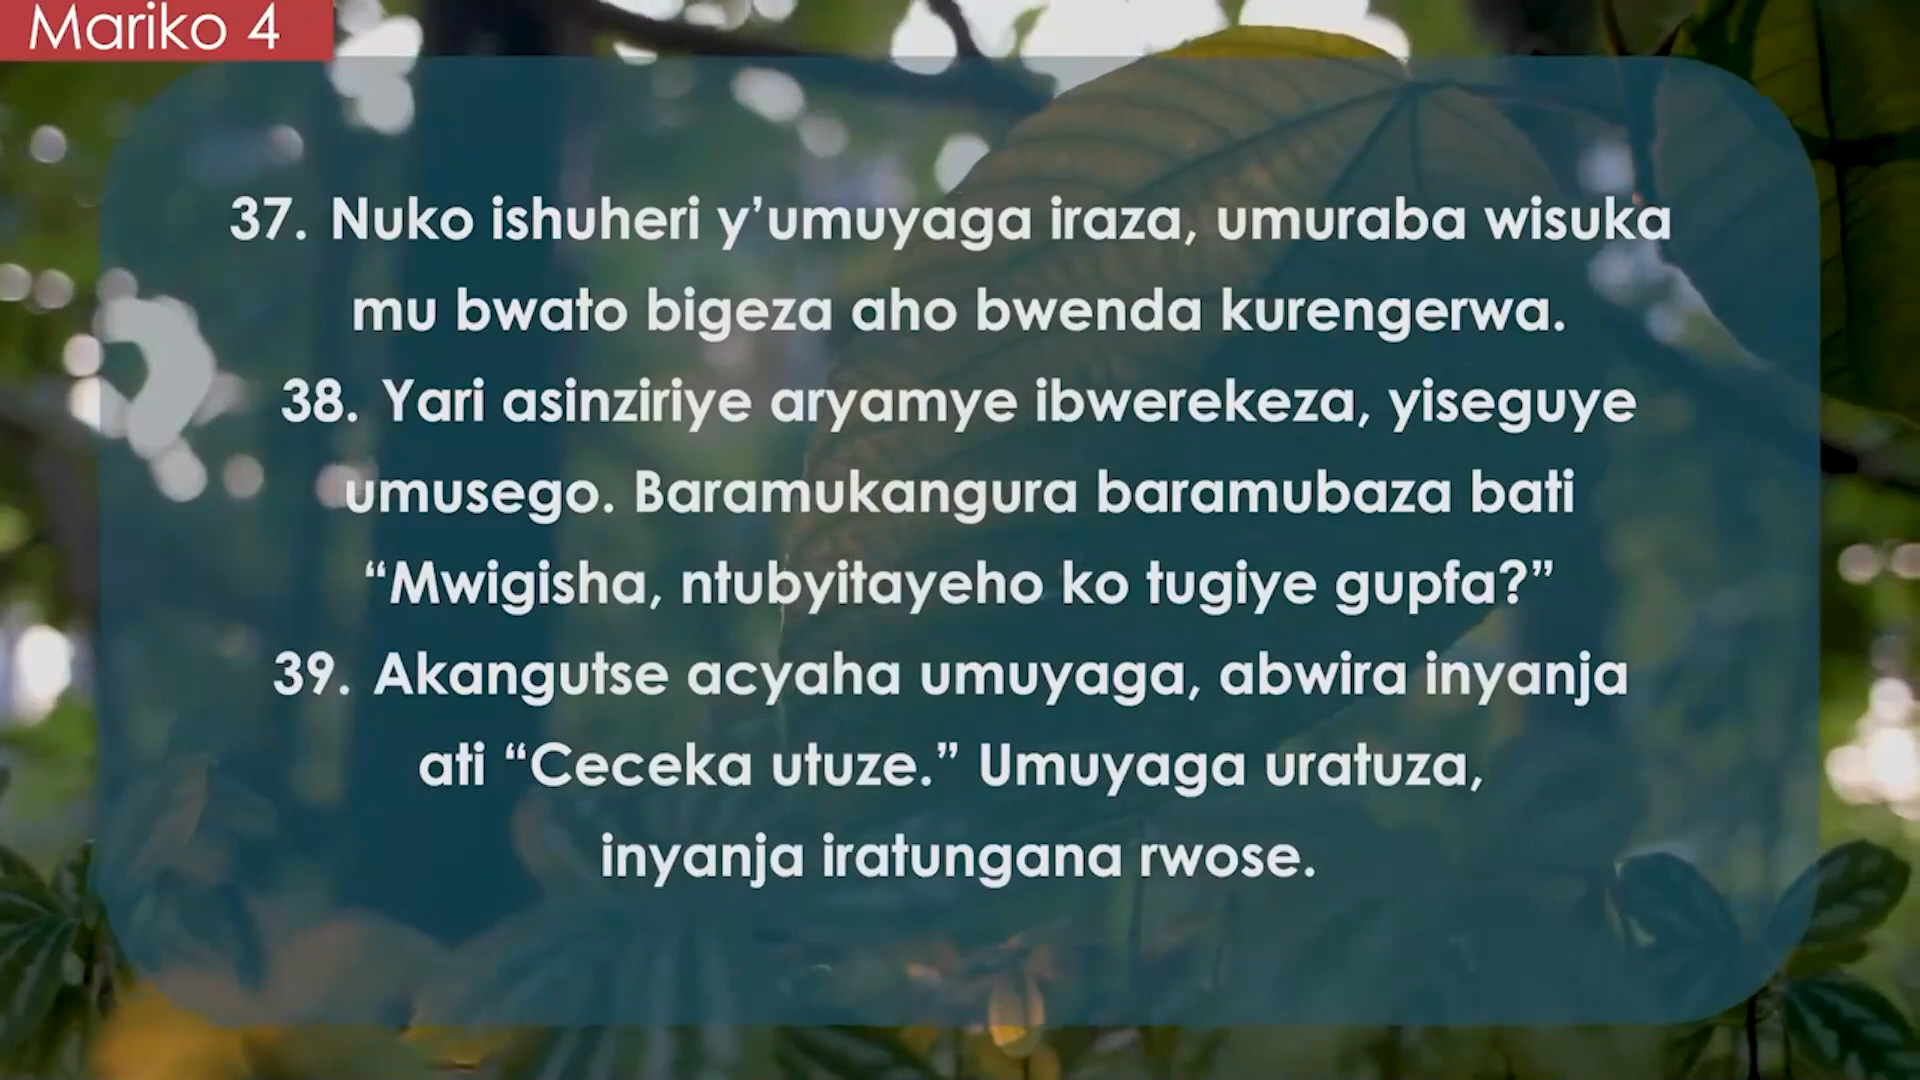 Mariko 4
37. Nuko ishuheri y’umuyaga iraza, umuraba wisuka
mu bwato bigeza aho bwenda kurengerwa.
38. Yari asinziriye aryamye ibwerekeza, yiseguye
umusego. Baramukangura baramubaza bati
“Mwigisha, ntubyitayeho ko tugiye gupfa?”
39. Akangutse acyaha umuyaga, abwira inyanja
ati “Ceceka utuze.” Umuyaga uratuza,
inyanja iratungana rwose.